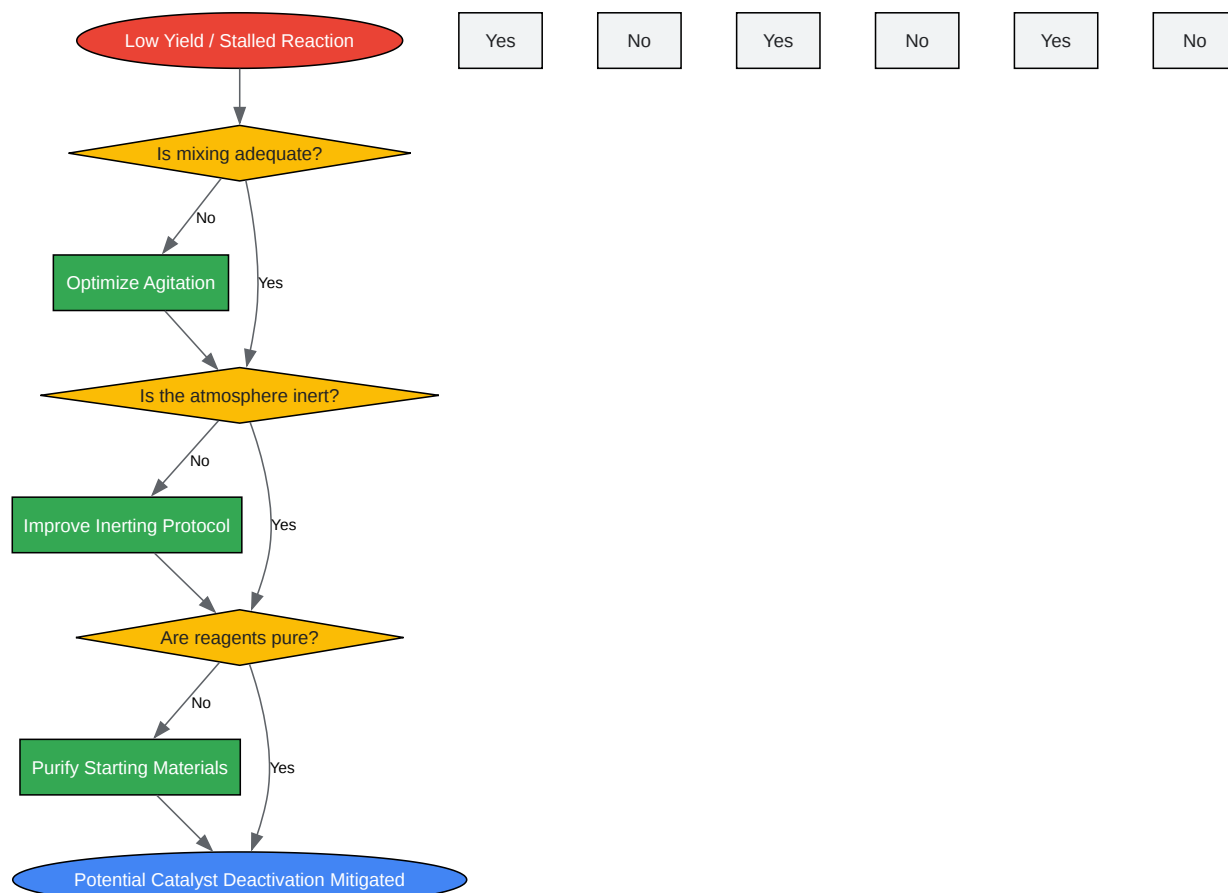 Low Yield / Stalled Reaction
Yes
No
Yes
No
Yes
No
Is mixing adequate?
No
Optimize Agitation
Yes
Is the atmosphere inert?
No
Improve Inerting Protocol
Yes
Are reagents pure?
No
Purify Starting Materials
Yes
Potential Catalyst Deactivation Mitigated